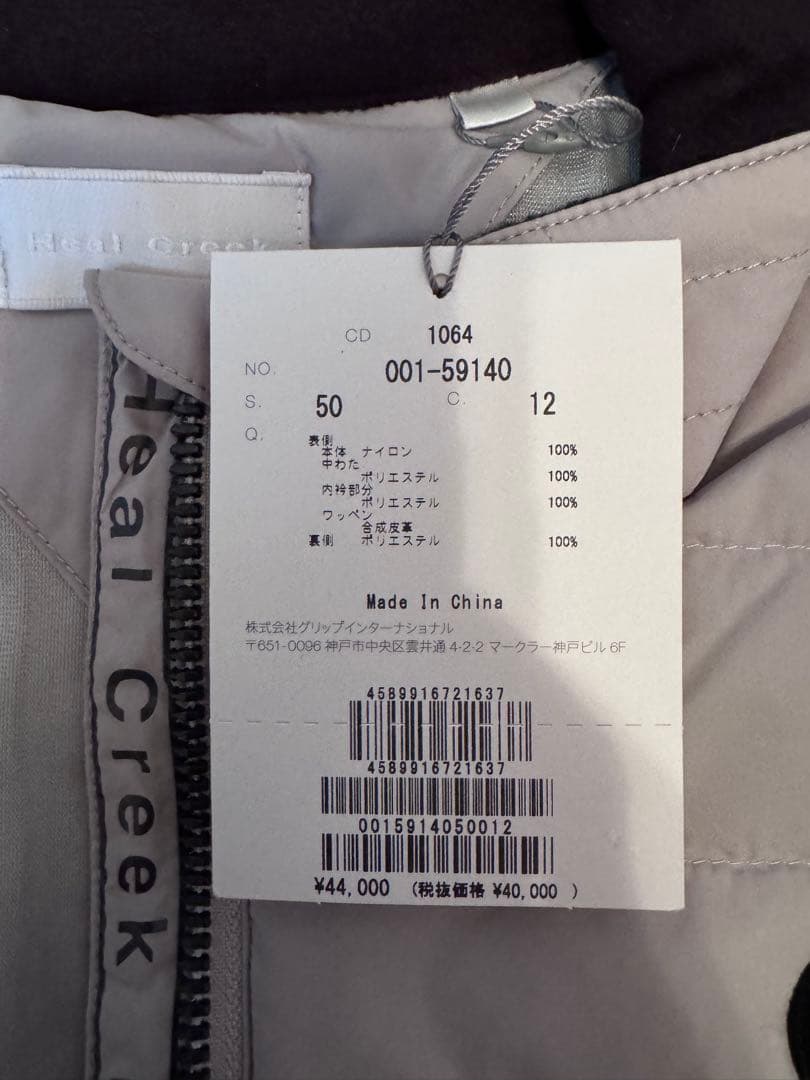 Heal Creek
Heal Creek
CD 1064
NO. 001-59140
S. 50 C. 12
Q. 表側
本体 ナイロン 100%
中わた
ポリエステル 100%
内衿部分
ポリエステル 100%
ワッペン
合成皮革
裏側 ポリエステル 100%
Made In China
株式会社グリップインターナショナル
〒651-0096 神戸市中央区雲井通 4-2-2 マークラー神戸ビル 6F
4589916721637
4589916721637
0015914050012
¥44,000 (税抜価格 ¥40,000 )